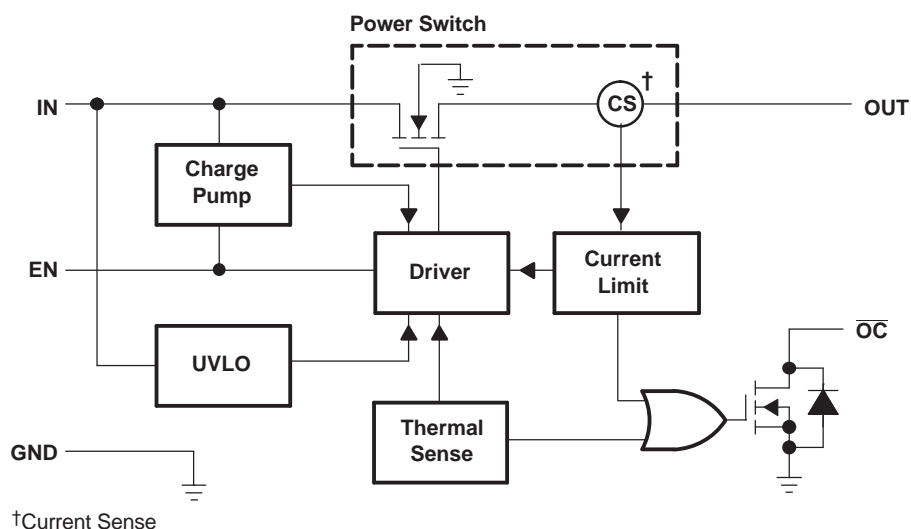 Power Switch
IN
CS
†
OUT
Charge
Pump
EN
Driver
Current
Limit
OC
UVLO
Thermal
Sense
GND
†Current Sense